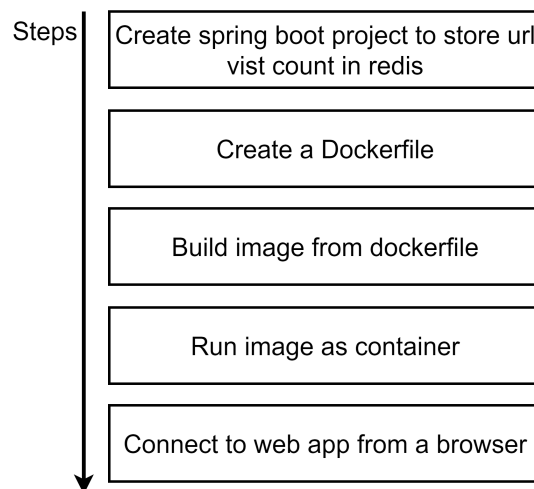 Steps
Create spring boot project to store url
vist count in redis
Create a Dockerfile
Build image from dockerfile
Run image as container
Connect to web app from a browser